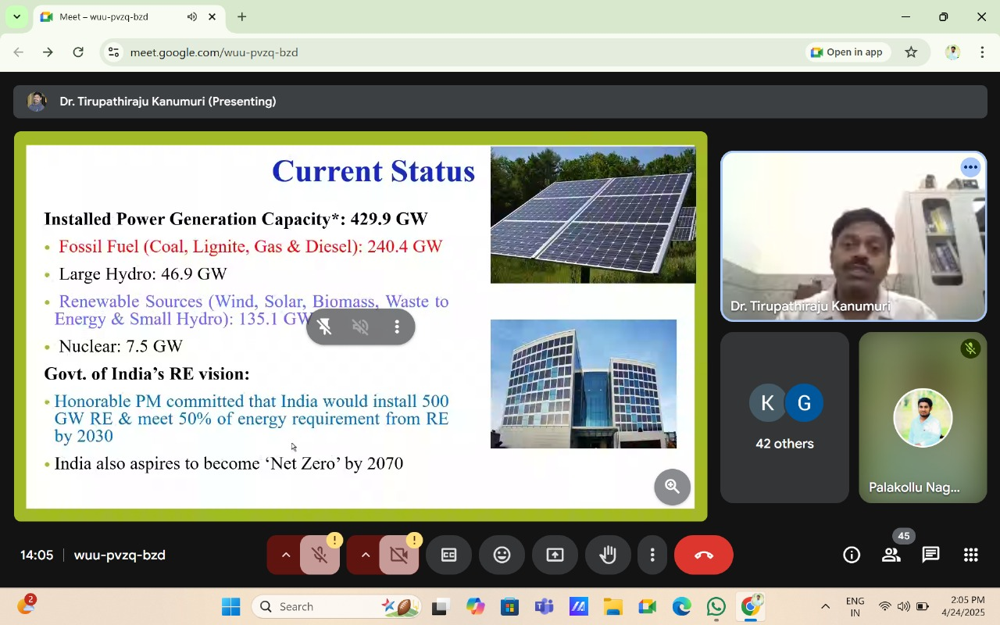 Meet – wuu-pvzq-bzd
meet.google.com/wuu-pvzq-bzd
Open in app
Dr. Tirupathiraju Kanumuri (Presenting)
Current Status
Installed Power Generation Capacity*: 429.9 GW
• Fossil Fuel (Coal, Lignite, Gas & Diesel): 240.4 GW
• Large Hydro: 46.9 GW
• Renewable Sources (Wind, Solar, Biomass, Waste to
Energy & Small Hydro): 135.1 GW
• Nuclear: 7.5 GW
Govt. of India's RE vision:
• Honorable PM committed that India would install 500
GW RE & meet 50% of energy requirement from RE
by 2030
• India also aspires to become ‘Net Zero’ by 2070
Dr. Tirupathiraju Kanumuri
K G
42 others
Palakollu Nag...
14:05 | wuu-pvzq-bzd
!
!
CC
45
2
Search
ENG
IN
2:05 PM
4/24/2025